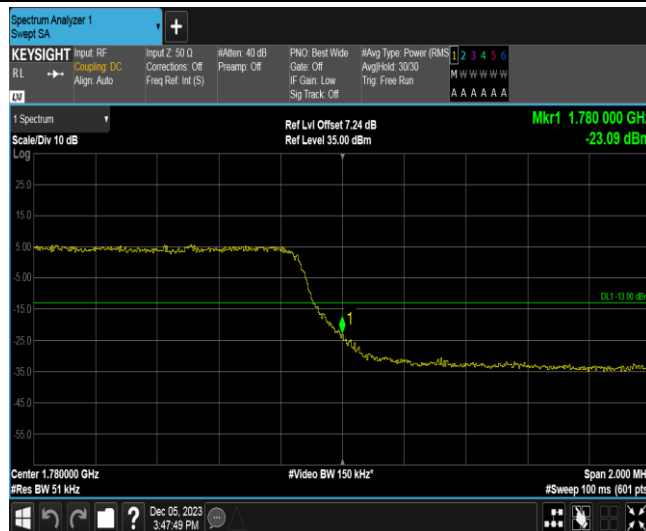 Spectrum Analyzer 1
Swept SA
KEYSIGHT
RL
LXI
Input: RF
Coupling: DC
Align: Auto
Input Z: 50 Ω
Corrections: Off
Freq Ref: Int (S)
#Atten: 40 dB
Preamp: Off
PNO: Best Wide
Gate: Off
IF Gain: Low
Sig Track: Off
#Avg Type: Power (RMS
Avg|Hold: 30/30
Trig: Free Run
1 2 3 4 5 6
M W W W W W
A A A A A A
1 Spectrum
Scale/Div 10 dB
Ref Lvl Offset 7.24 dB
Ref Level 35.00 dBm
Mkr1 1.780 000 GHz
-23.09 dBm
Log
25.0
15.0
5.00
-5.00
DL1 -13.00 dBm
-15.0
1
-25.0
-35.0
-45.0
-55.0
Center 1.780000 GHz
#Video BW 150 kHz*
Span 2.000 MH
#Res BW 51 kHz
#Sweep 100 ms (601 pts
?
Dec 05, 2023
3:47:49 PM